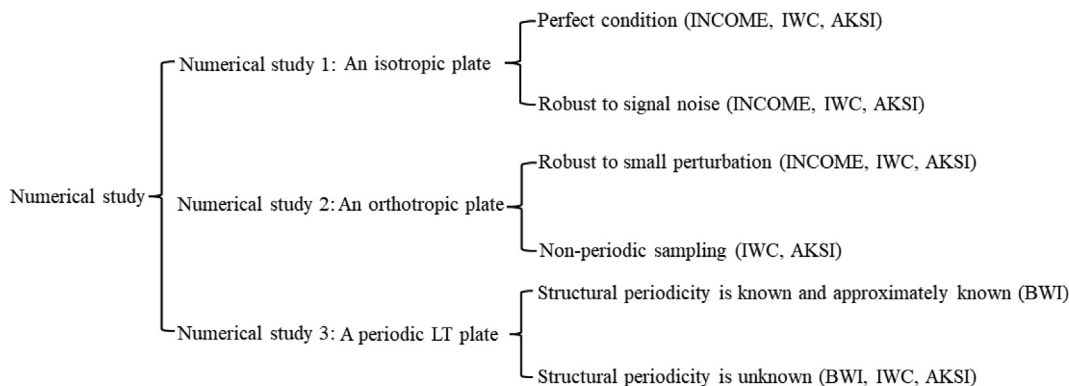 Numerical study
Numerical study 1: An isotropic plate
Perfect condition (INCOME, IWC, AKSI)
Robust to signal noise (INCOME, IWC, AKSI)
Numerical study 2: An orthotropic plate
Robust to small perturbation (INCOME, IWC, AKSI)
Non-periodic sampling (IWC, AKSI)
Numerical study 3: A periodic LT plate
Structural periodicity is known and approximately known (BWI)
Structural periodicity is unknown (BWI, IWC, AKSI)